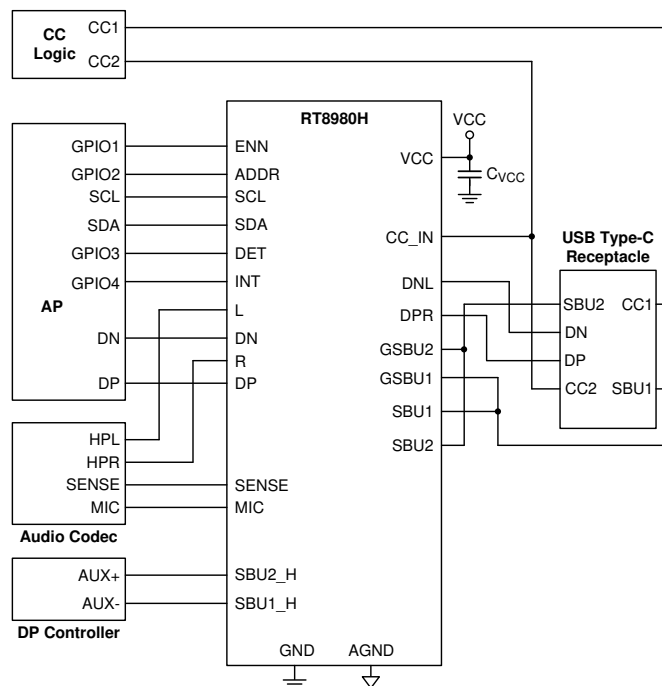 CC Logic
CC1
CC2
RT8980H
VCC
VCC
CVCC
GPIO1
ENN
GPIO2
ADDR
SCL
SCL
SDA
SDA
CC_IN
USB Type-C
Receptacle
GPIO3
DET
GPIO4
INT
DNL
AP
L
DPR
SBU2
CC1
DN
DN
DN
R
GSBU2
DP
DP
DP
GSBU1
CC2
SBU1
SBU1
HPL
SBU2
HPR
SENSE
SENSE
MIC
MIC
Audio Codec
AUX+
SBU2_H
AUX-
SBU1_H
DP Controller
GND
AGND